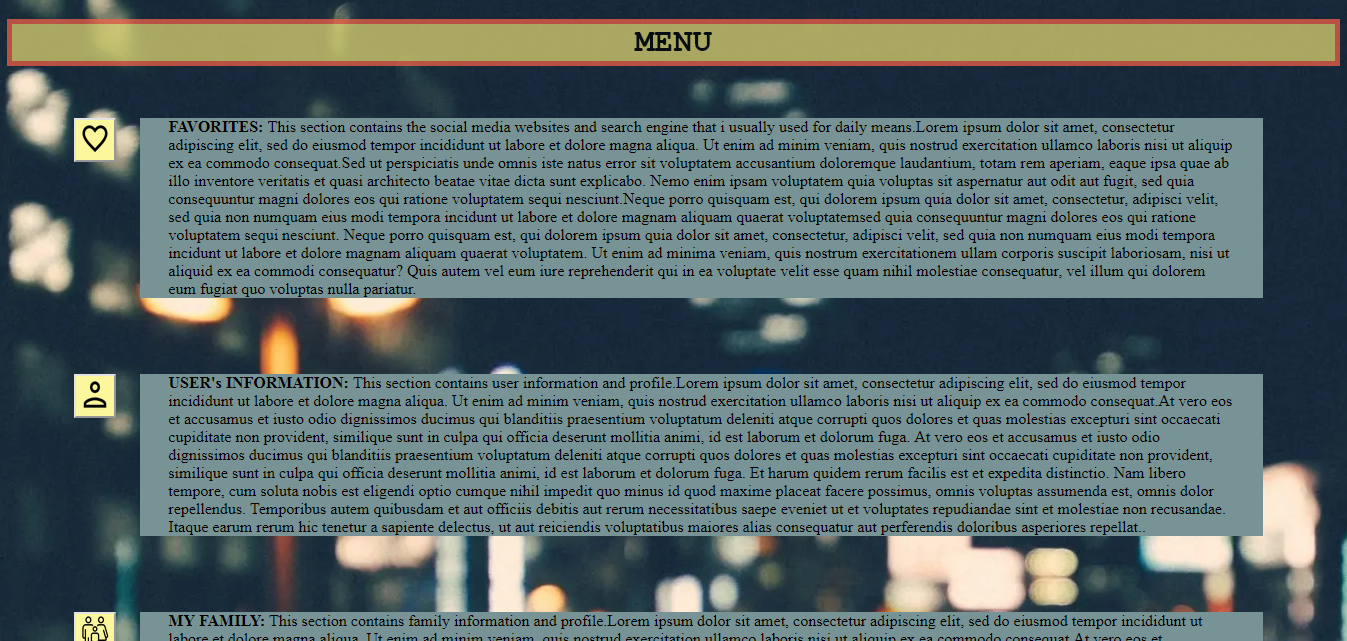 MENU
FAVORITES: This section contains the social media websites and search engine that i usually used for daily means.Lorem ipsum dolor sit amet, consectetur
adipiscing elit, sed do eiusmod tempor incididunt ut labore et dolore magna aliqua. Ut enim ad minim veniam, quis nostrud exercitation ullamco laboris nisi ut aliquip
ex ea commodo consequat.Sed ut perspiciatis unde omnis iste natus error sit voluptatem accusantium doloremque laudantium, totam rem aperiam, eaque ipsa quae ab
illo inventore veritatis et quasi architecto beatae vitae dicta sunt explicabo. Nemo enim ipsam voluptatem quia voluptas sit aspernatur aut odit aut fugit, sed quia
consequuntur magni dolores eos qui ratione voluptatem sequi nesciunt.Neque porro quisquam est, qui dolorem ipsum quia dolor sit amet, consectetur, adipisci velit,
sed quia non numquam eius modi tempora incidunt ut labore et dolore magnam aliquam quaerat voluptatemsed quia consequuntur magni dolores eos qui ratione
voluptatem sequi nesciunt. Neque porro quisquam est, qui dolorem ipsum quia dolor sit amet, consectetur, adipisci velit, sed quia non numquam eius modi tempora
incidunt ut labore et dolore magnam aliquam quaerat voluptatem. Ut enim ad minima veniam, quis nostrum exercitationem ullam corporis suscipit laboriosam, nisi ut
aliquid ex ea commodi consequatur? Quis autem vel eum iure reprehenderit qui in ea voluptate velit esse quam nihil molestiae consequatur, vel illum qui dolorem
eum fugiat quo voluptas nulla pariatur.
USER's INFORMATION: This section contains user information and profile.Lorem ipsum dolor sit amet, consectetur adipiscing elit, sed do eiusmod tempor
incididunt ut labore et dolore magna aliqua. Ut enim ad minim veniam, quis nostrud exercitation ullamco laboris nisi ut aliquip ex ea commodo consequat.At vero eos
et accusamus et iusto odio dignissimos ducimus qui blanditiis praesentium voluptatum deleniti atque corrupti quos dolores et quas molestias excepturi sint occaecati
cupiditate non provident, similique sunt in culpa qui officia deserunt mollitia animi, id est laborum et dolorum fuga. At vero eos et accusamus et iusto odio
dignissimos ducimus qui blanditiis praesentium voluptatum deleniti atque corrupti quos dolores et quas molestias excepturi sint occaecati cupiditate non provident,
similique sunt in culpa qui officia deserunt mollitia animi, id est laborum et dolorum fuga. Et harum quidem rerum facilis est et expedita distinctio. Nam libero
tempore, cum soluta nobis est eligendi optio cumque nihil impedit quo minus id quod maxime placeat facere possimus, omnis voluptas assumenda est, omnis dolor
repellendus. Temporibus autem quibusdam et aut officiis debitis aut rerum necessitatibus saepe eveniet ut et voluptates repudiandae sint et molestiae non recusandae.
Itaque earum rerum hic tenetur a sapiente delectus, ut aut reiciendis voluptatibus maiores alias consequatur aut perferendis doloribus asperiores repellat..
MY FAMILY: This section contains family information and profile.Lorem ipsum dolor sit amet, consectetur adipiscing elit, sed do eiusmod tempor incididunt ut
labore et dolore magna aliqua. Ut enim ad minim veniam, quis nostrud exercitation ullamco laboris nisi ut aliquip ex ea commodo consequat.At vero eos et